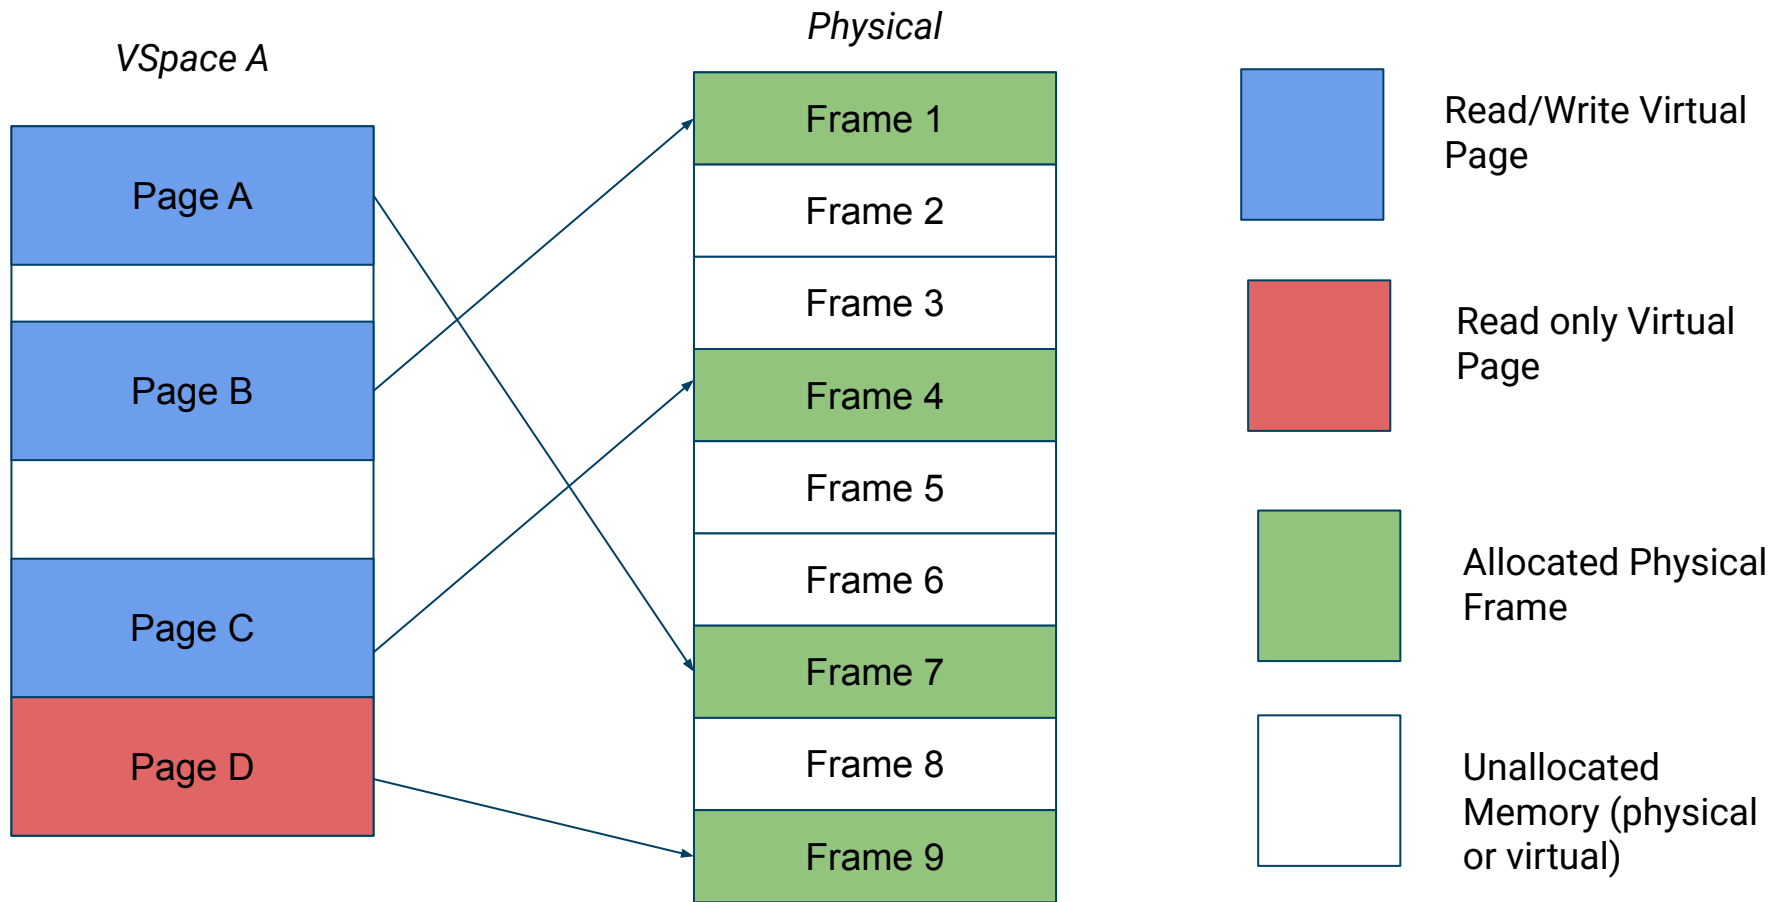 VSpace A
Page A
Page B
Page C
Page D
Physical
Frame 1
Frame 2
Frame 3
Frame 4
Frame 5
Frame 6
Frame 7
Frame 8
Frame 9
Read/Write Virtual
Page
Read only Virtual
Page
Allocated Physical
Frame
Unallocated
Memory (physical
or virtual)